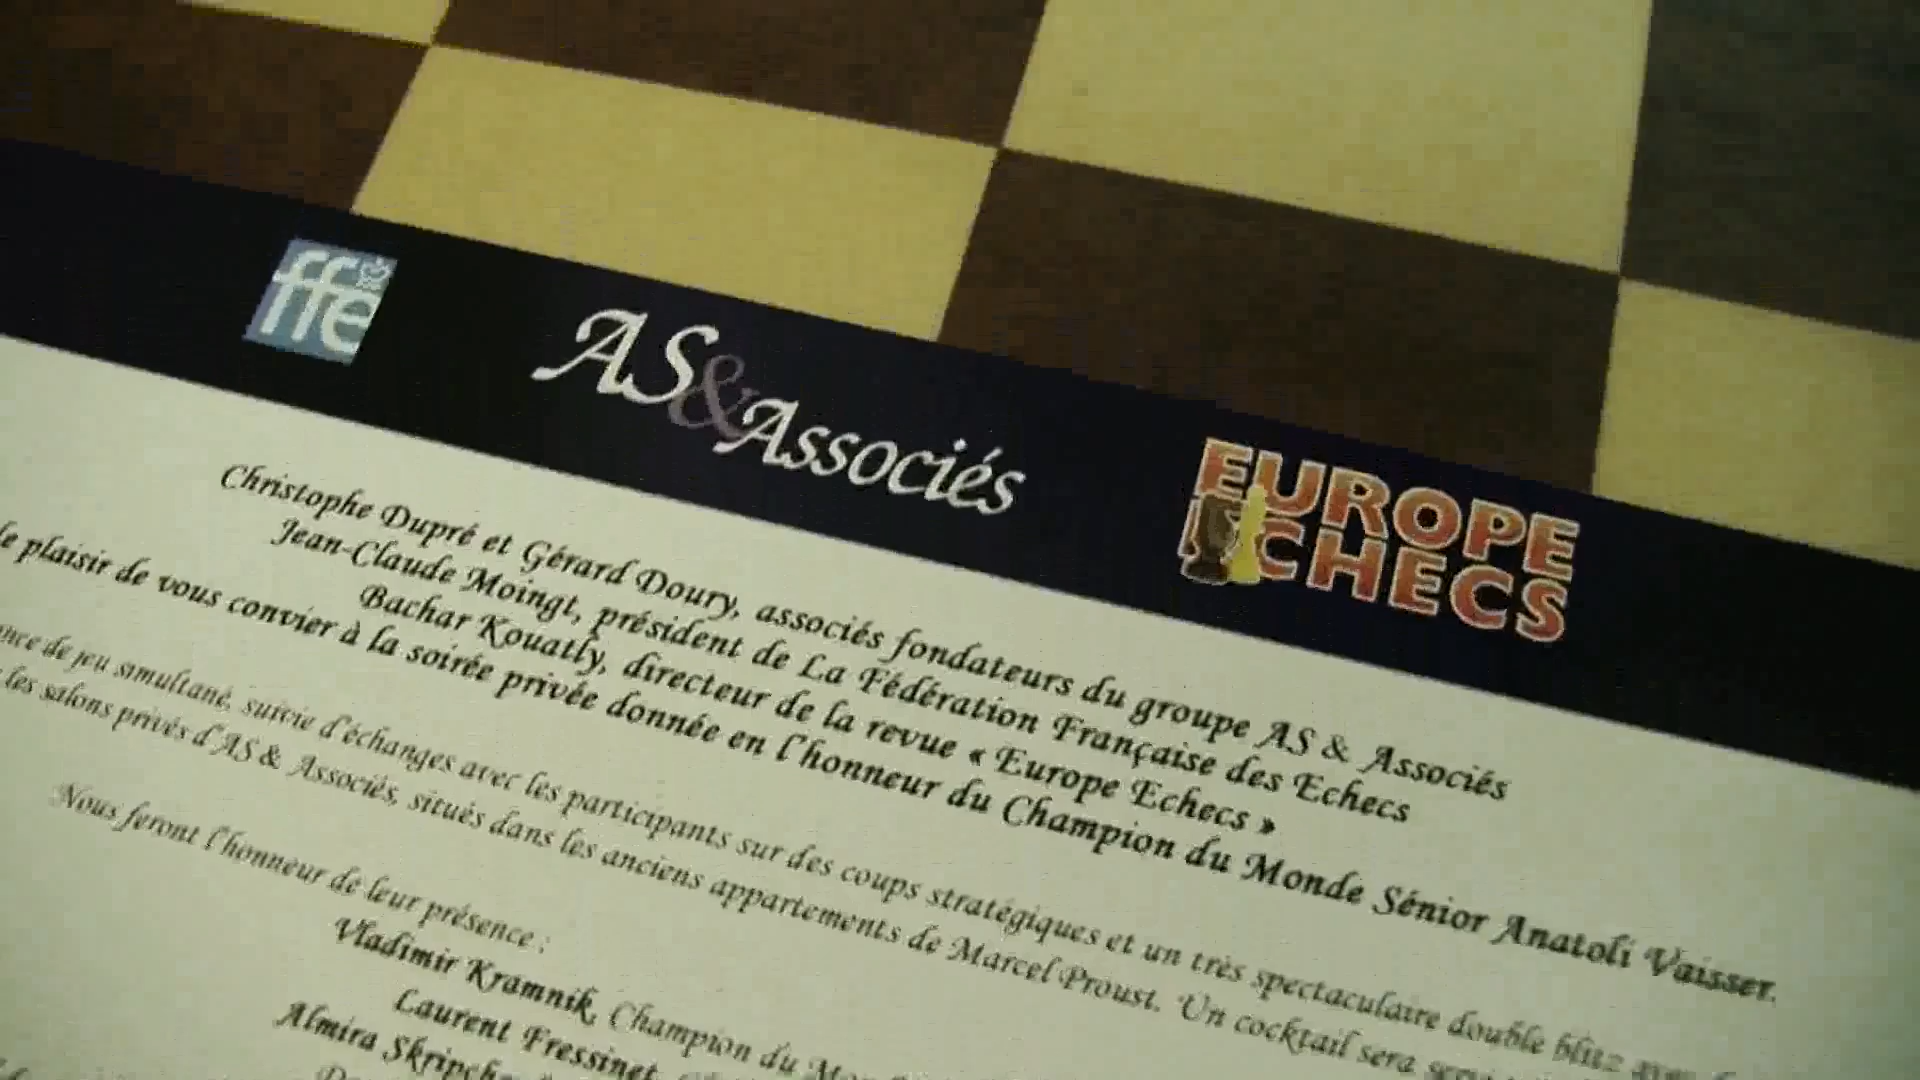 ffe
AS&Associés
EUROPE
ECHECS
Christophe Dupré et Gérard Doury, associés fondateurs du groupe AS & Associés
Jean-Claude Moingt, président de La Fédération Française des Echecs
Bachar Kouatly, directeur de la revue « Europe Echecs »
le plaisir de vous convier à la soirée privée donnée en l'honneur du Champion du Monde Sénior Anatoli Vaisser.
de jeu simultané, suivie d'échanges avec les participants sur des coups stratégiques et un très spectaculaire double blitz
les salons privés d'AS & Associés, situés dans les anciens appartements de Marcel Proust. Un cocktail sera
Nous feront l'honneur de leur présence :
Vladimir Kramnik, Champion du
Laurent Fressinet,
Almira